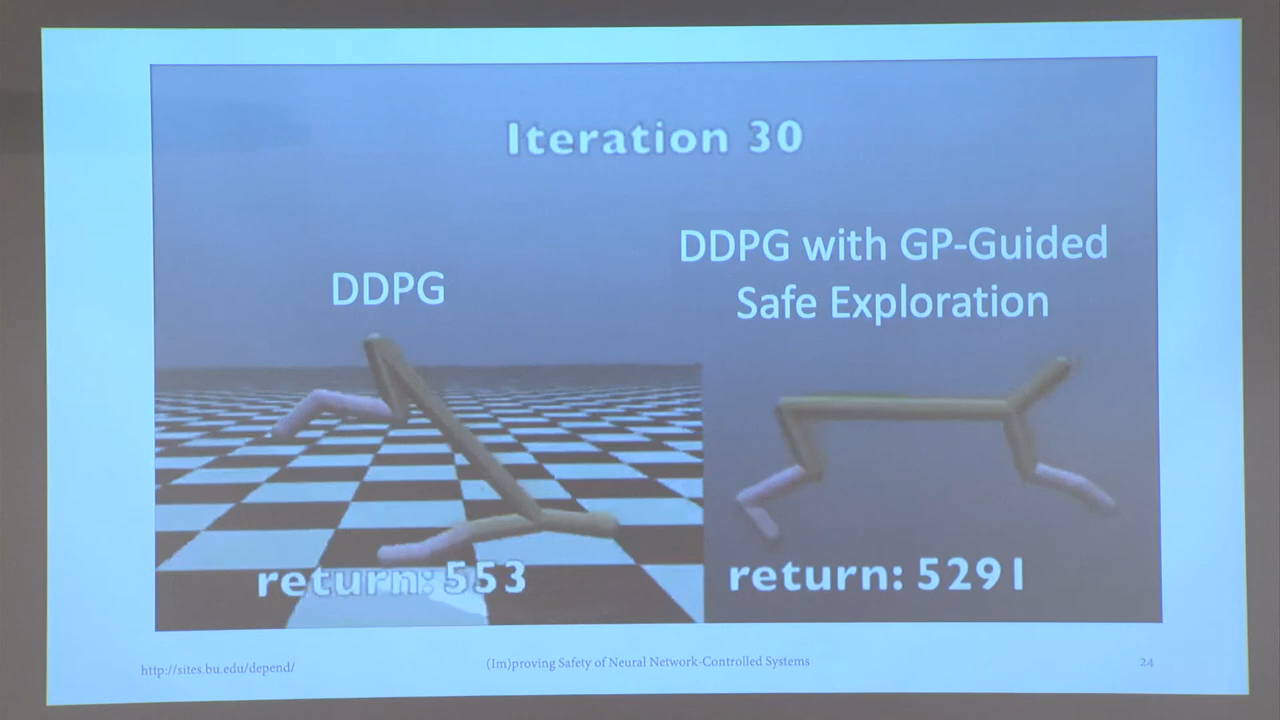 Iteration 30
DDPG
DDPG with GP-Guided
Safe Exploration
return: 553
return: 5291
http://sites.bu.edu/depend/
(Im)proving Safety of Neural Network-Controlled Systems
24